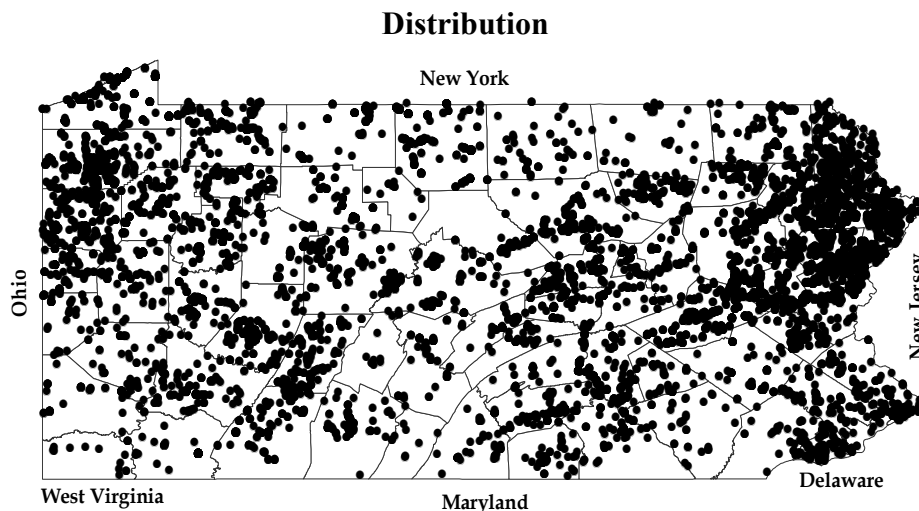 Distribution
New York
Ohio
New Jersey
Delaware
West Virginia
Maryland